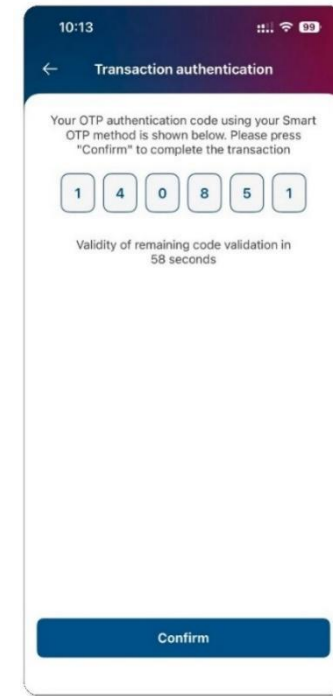 10:13
99
Transaction authentication
Your OTP authentication code using your Smart
OTP method is shown below. Please press
"Confirm" to complete the transaction
1 4 0 8 5 1
Validity of remaining code validation in
58 seconds
Confirm